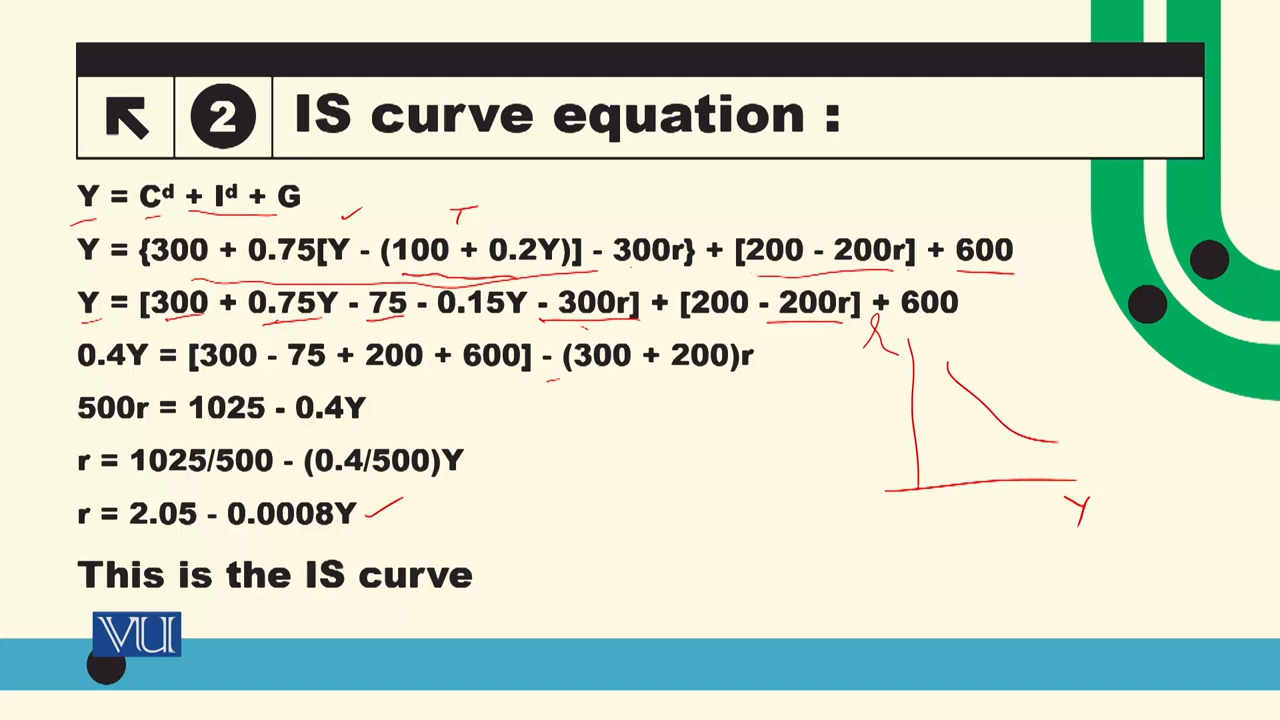 2 IS curve equation :
Y = Cᵈ + Iᵈ + G
T
Y = {300 + 0.75[Y - (100 + 0.2Y)] - 300r} + [200 - 200r] + 600
Y = [300 + 0.75Y - 75 - 0.15Y - 300r] + [200 - 200r] + 600
r
0.4Y = [300 - 75 + 200 + 600] - (300 + 200)r
500r = 1025 - 0.4Y
r = 1025/500 - (0.4/500)Y
r = 2.05 - 0.0008Y
Y
This is the IS curve
VU